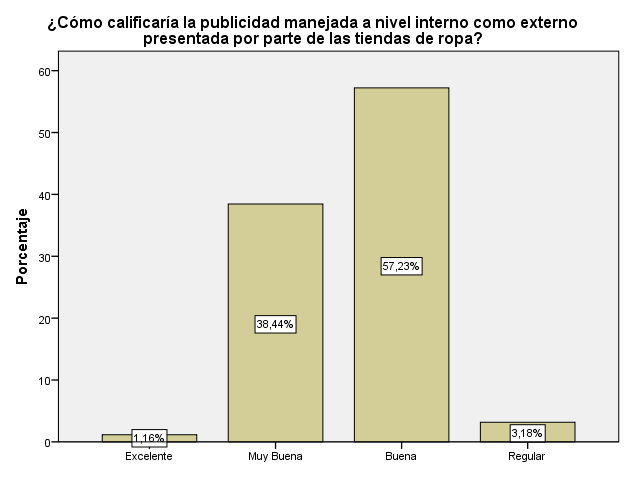 ¿Cómo calificaría la publicidad manejada a nivel interno como externo
presentada por parte de las tiendas de ropa?
Porcentaje
60
50
40
30
20
10
0
1,16%
38,44%
57,23%
3,18%
Excelente
Muy Buena
Buena
Regular